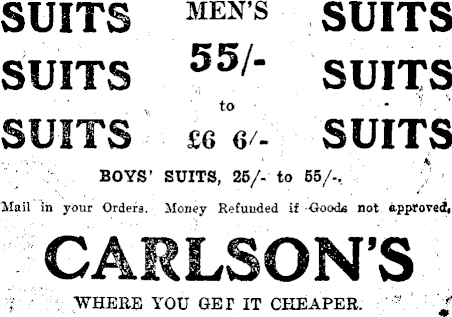 SUITS MEN'S SUITS
SUITS 55/- SUITS
to
SUITS £6 6/- SUITS
BOYS' SUITS, 25/- to 55/-.
Mail in your Orders. Money Refunded if Goods not approved,
CARLSON'S
WHERE YOU GET IT CHEAPER.